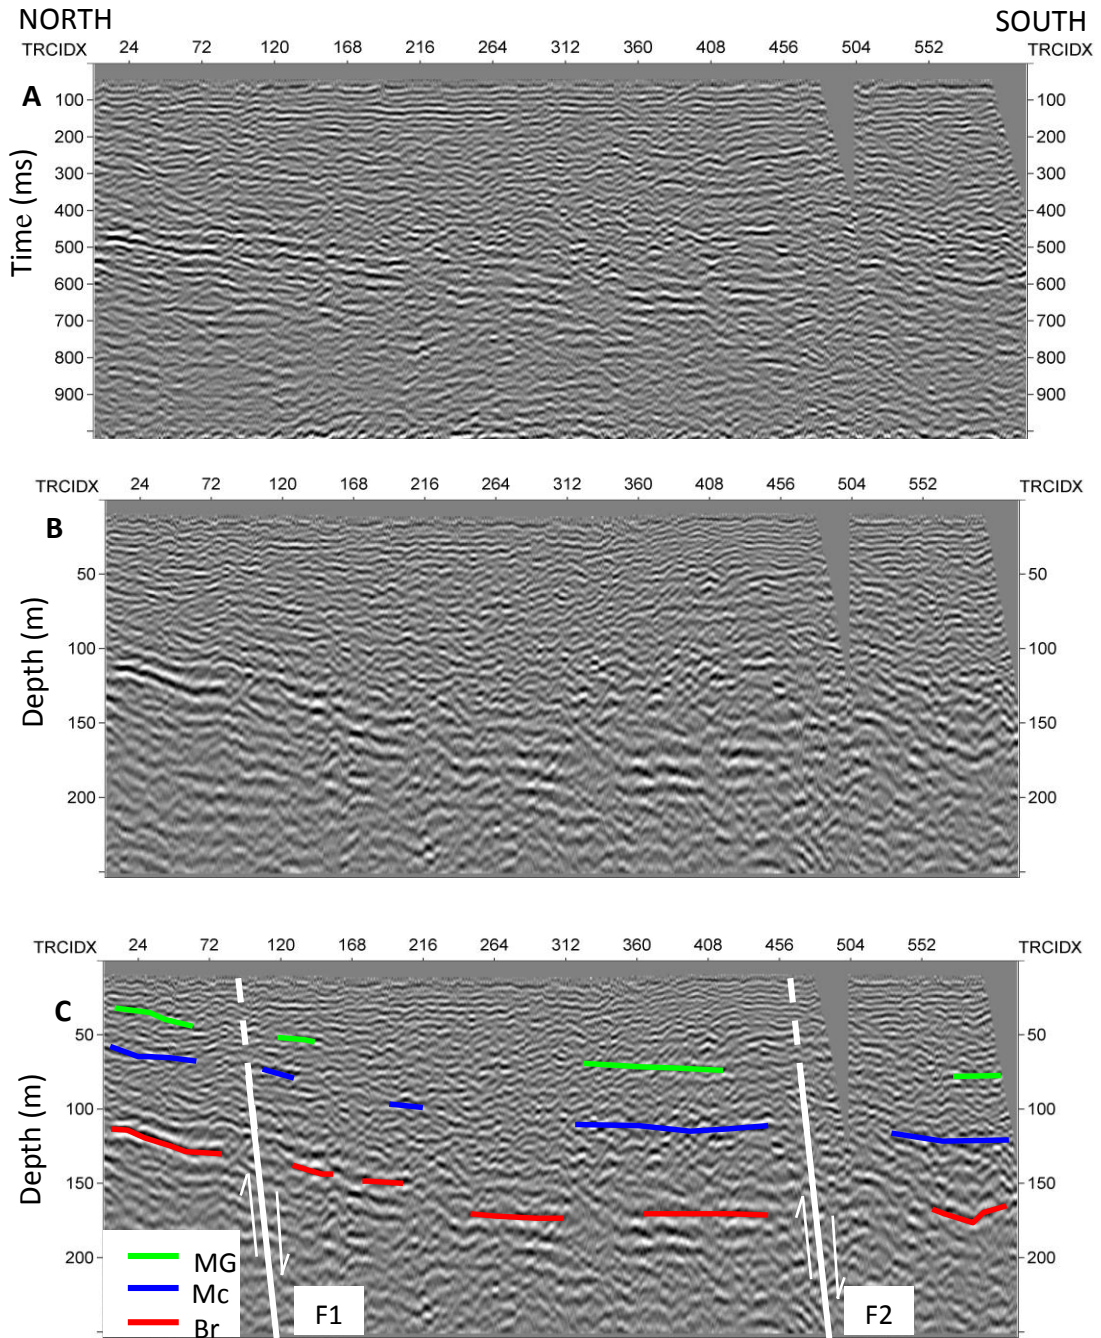 NORTH SOUTH
TRCIDX 24 72 120 168 216 264 312 360 408 456 504 552 TRCIDX
A
Time (ms)
100 100
200 200
300 300
400 400
500 500
600 600
700 700
800 800
900 900
TRCIDX 24 72 120 168 216 264 312 360 408 456 504 552
B
Depth (m)
50 50
100 100
150 150
200 200
TRCIDX 24 72 120 168 216 264 312 360 408 456 504 552 TRCIDX
C
Depth (m)
50 50
100 100
150 150
200 200
MG
Mc
Br
F1 F2